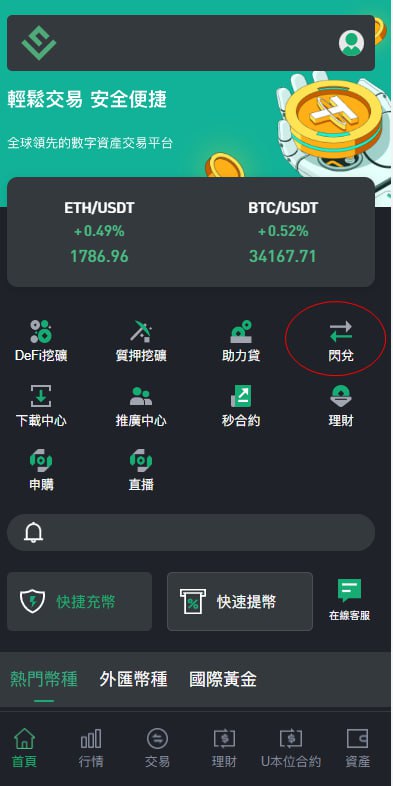 輕鬆交易 安全便捷
全球領先的數字資產交易平台
ETH/USDT BTC/USDT
+0.49% +0.52%
1786.96 34167.71
DeFi挖礦 質押挖礦 助力貸 閃兌
下載中心 推廣中心 秒合約 理財
申購 直播
快捷充幣 快速提幣 在線客服
熱門幣種 外匯幣種 國際黃金
首頁 行情 交易 理財 U本位合約 資產